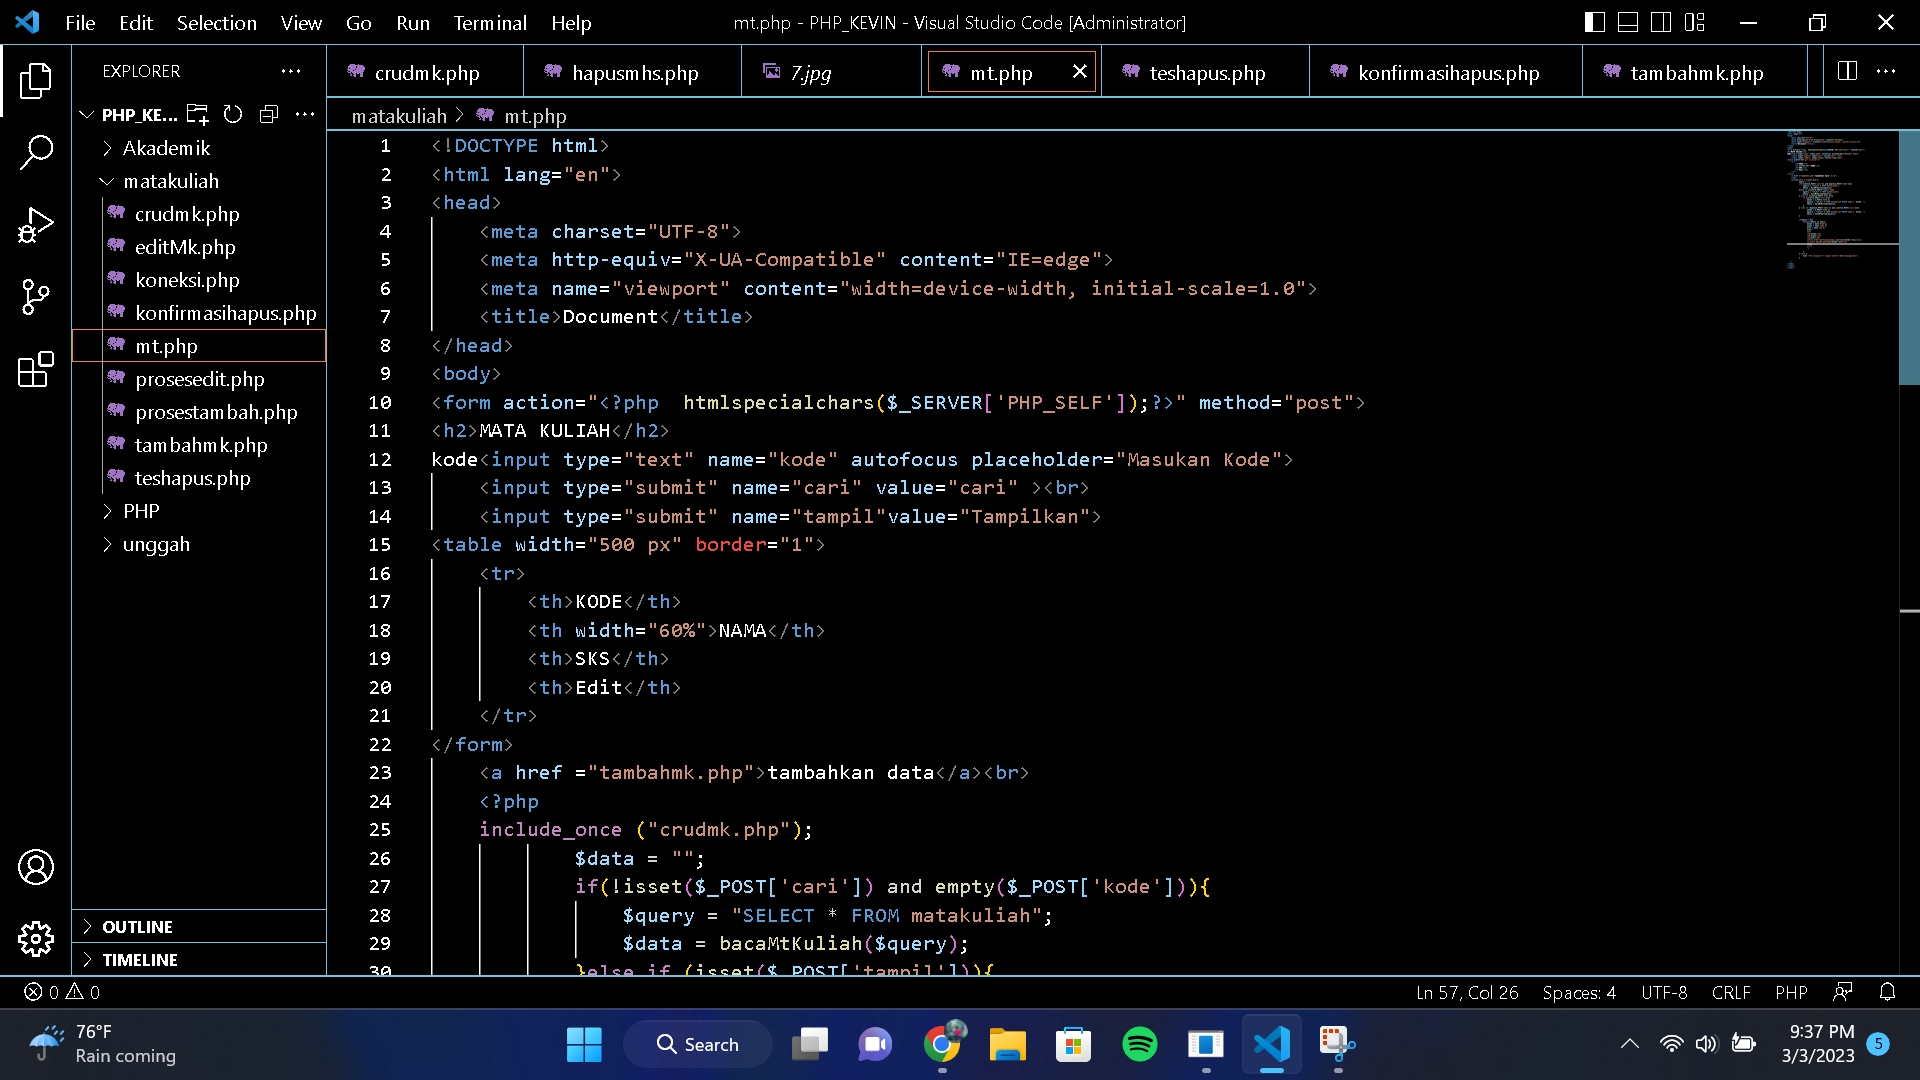 File Edit Selection View Go Run Terminal Help
mt.php - PHP_KEVIN - Visual Studio Code [Administrator]
EXPLORER
PHP_KE...
Akademik
matakuliah
crudmk.php
editMk.php
koneksi.php
konfirmasihapus.php
mt.php
prosesedit.php
prosestambah.php
tambahmk.php
teshapus.php
PHP
unggah
OUTLINE
TIMELINE
crudmk.php hapusmhs.php 7.jpg mt.php teshapus.php konfirmasihapus.php tambahmk.php
matakuliah > mt.php
1 <!DOCTYPE html>
2 <html lang="en">
3 <head>
4 <meta charset="UTF-8">
5 <meta http-equiv="X-UA-Compatible" content="IE=edge">
6 <meta name="viewport" content="width=device-width, initial-scale=1.0">
7 <title>Document</title>
8 </head>
9 <body>
10 <form action="<?php  htmlspecialchars($_SERVER['PHP_SELF']);?>" method="post">
11 <h2>MATA KULIAH</h2>
12 kode<input type="text" name="kode" autofocus placeholder="Masukan Kode">
13 <input type="submit" name="cari" value="cari" ><br>
14 <input type="submit" name="tampil"value="Tampilkan">
15 <table width="500 px" border="1">
16 <tr>
17 <th>KODE</th>
18 <th width="60%">NAMA</th>
19 <th>SKS</th>
20 <th>Edit</th>
21 </tr>
22 </form>
23 <a href ="tambahmk.php">tambahkan data</a><br>
24 <?php
25 include_once ("crudmk.php");
26 $data = "";
27 if(!isset($_POST['cari']) and empty($_POST['kode'])){
28 $query = "SELECT * FROM matakuliah";
29 $data = bacaMtKuliah($query);
30 }else if (isset($_POST['tampil'])){
0 0
Ln 57, Col 26 Spaces: 4 UTF-8 CRLF PHP
76°F
Rain coming
Search
9:37 PM
3/3/2023
5